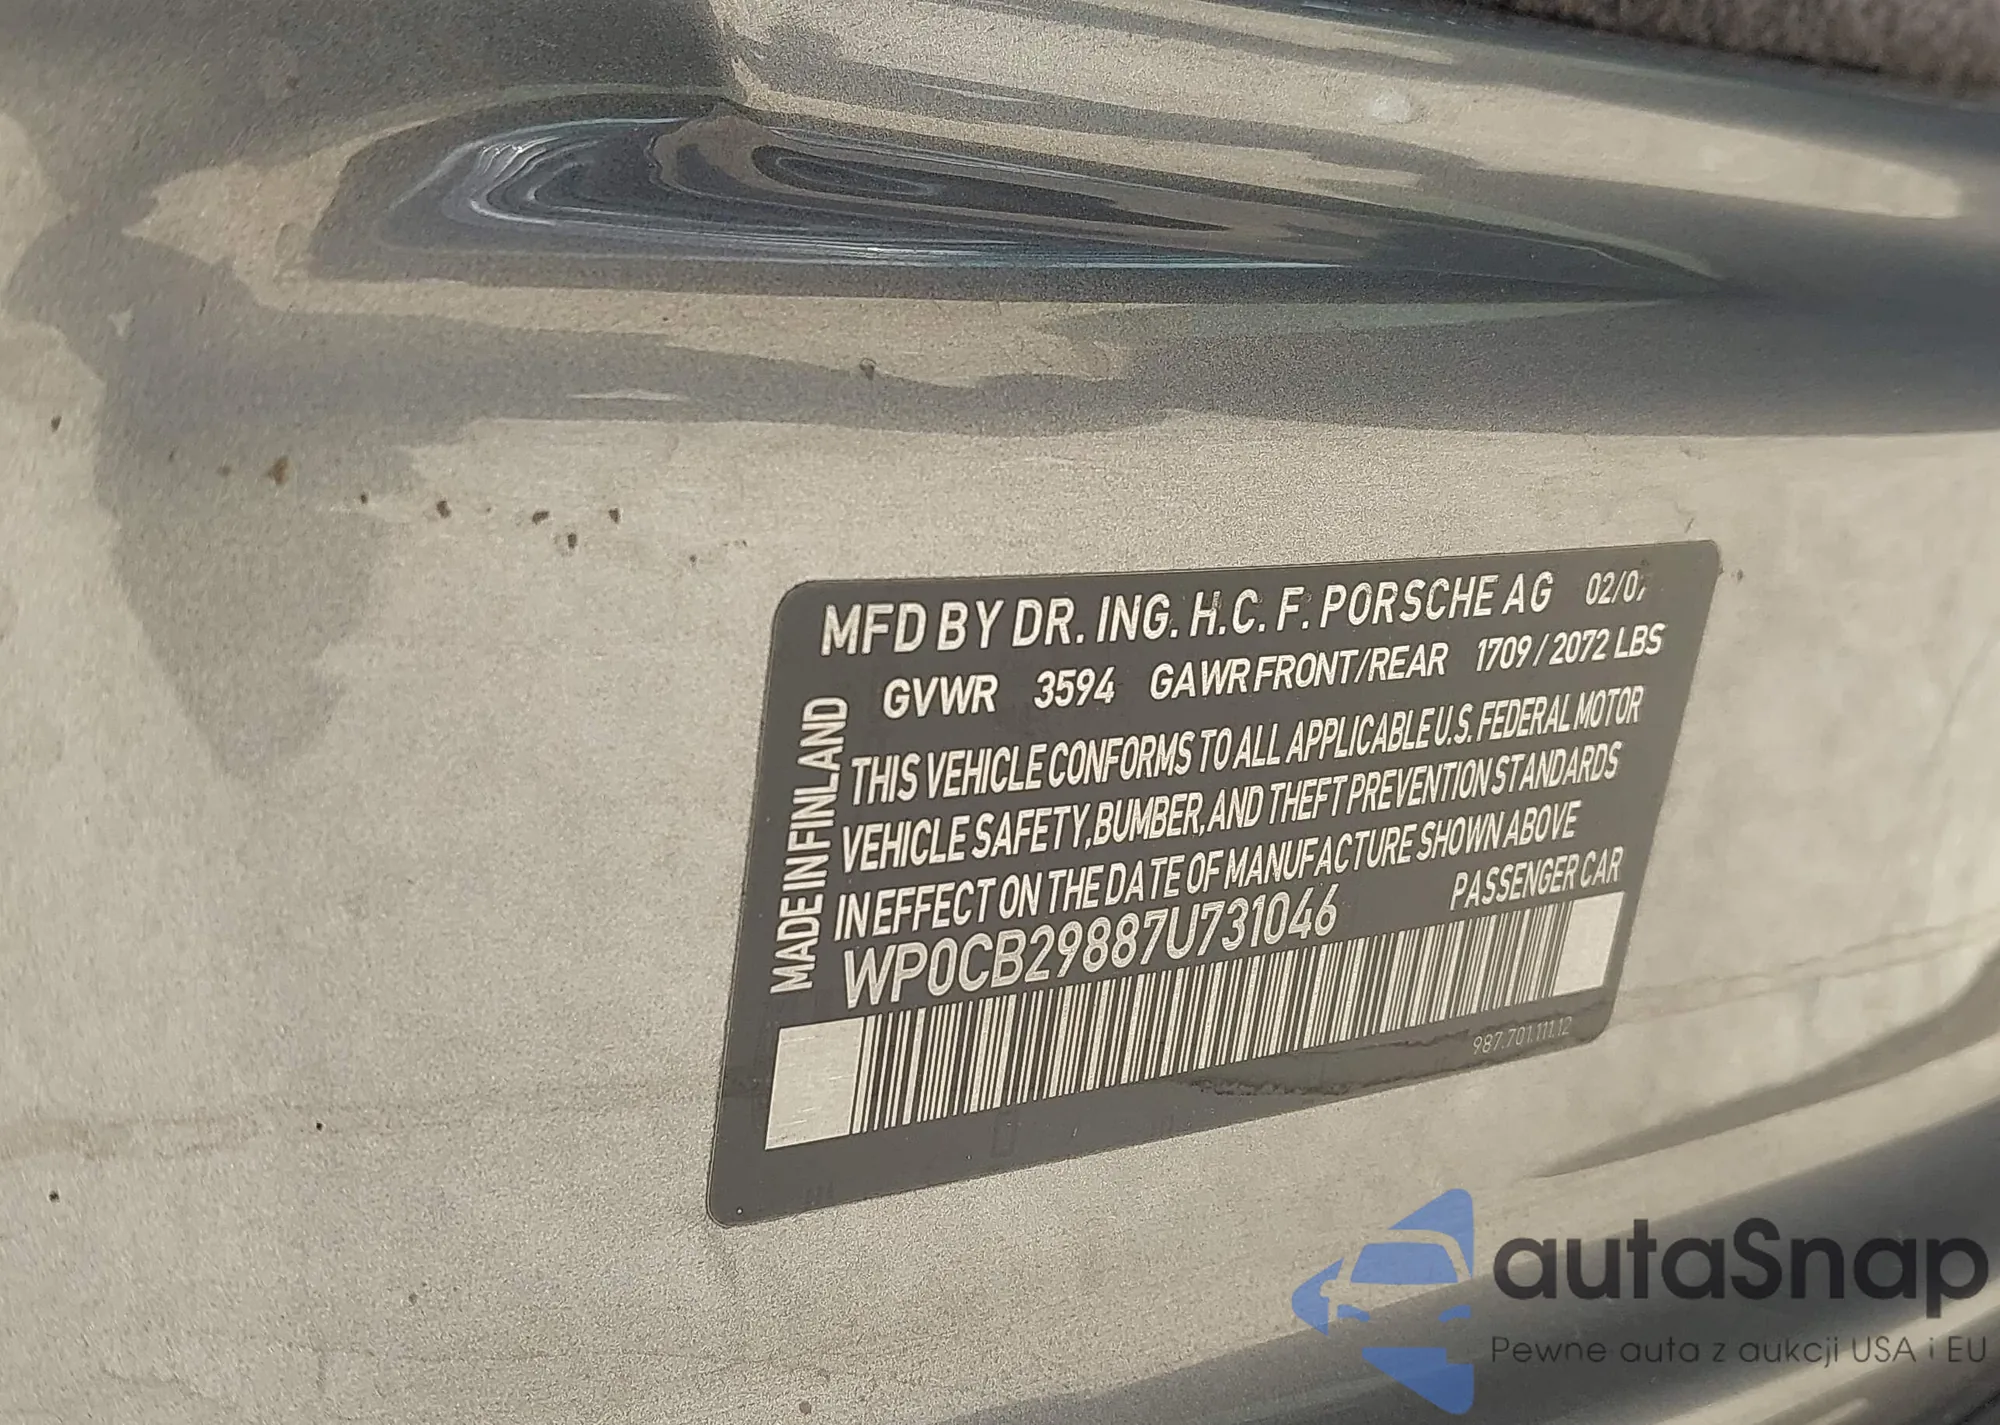 MFD BY DR. ING. H.C. F. PORSCHE AG
GVWR 3594 GAWR FRONT/REAR 1709 / 2072 LBS
MADE IN FINLAND
THIS VEHICLE CONFORMS TO ALL APPLICABLE U.S. FEDERAL MOTOR
VEHICLE SAFETY, BUMBER, AND THEFT PREVENTION STANDARDS
IN EFFECT ON THE DATE OF MANUFACTURE SHOWN ABOVE
WP0CB29887U731046 PASSENGER CAR
987.701.111.12
autaSnap
Pewne auta z aukcji USA i EU